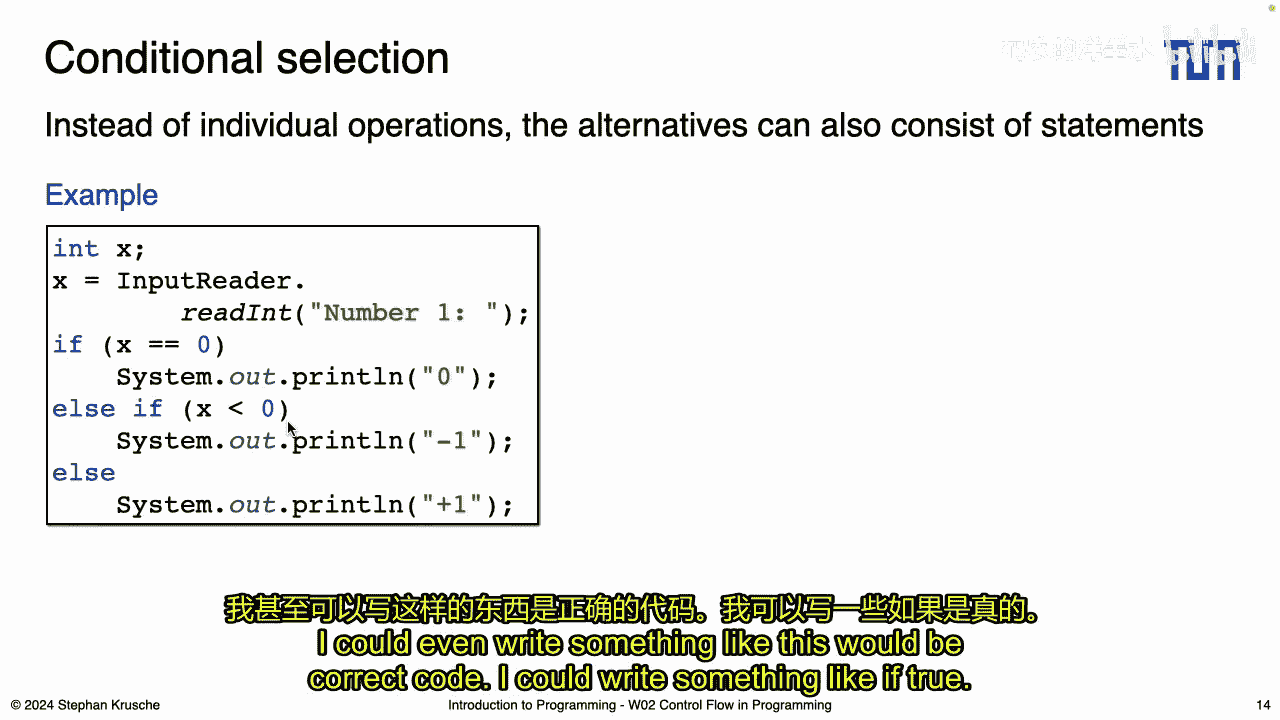 Conditional selection
Instead of individual operations, the alternatives can also consist of statements
Example
int x;
x = InputReader.
readInt("Number 1: ");
if (x == 0)
System.out.println("0");
else if (x < 0)
System.out.println("-1");
else
System.out.println("+1");
我甚至可以写这样的东西是正确的代码。我可以写一些如果是真的。
I could even write something like this would be
correct code. I could write something like if true.
© 2024 Stephan Krusche
Introduction to Programming - W02 Control Flow in Programming
14